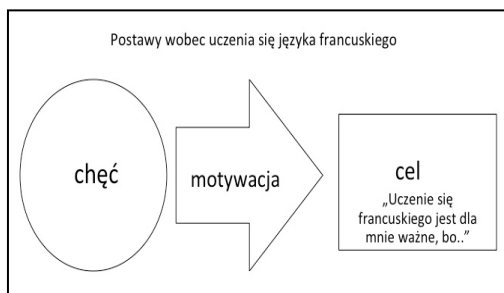 Postawy wobec uczenia się języka francuskiego
chęć
motywacja
cel
„Uczenie się
francuskiego jest dla
mnie ważne, bo..”